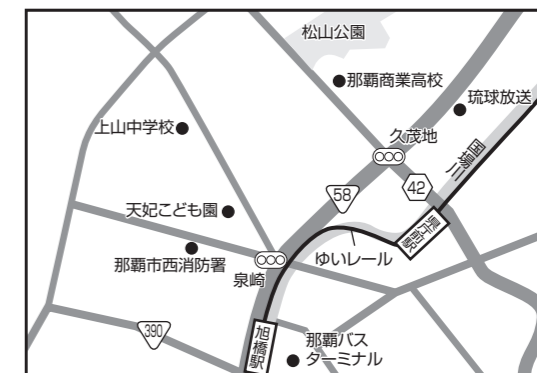 松山公園
那覇商業高校
琉球放送
上山中学校
久茂地
国場川
58
42
天妃こども園
県庁前駅
那覇市西消防署
ゆいレール
泉崎
390
旭橋駅
那覇バス
ターミナル